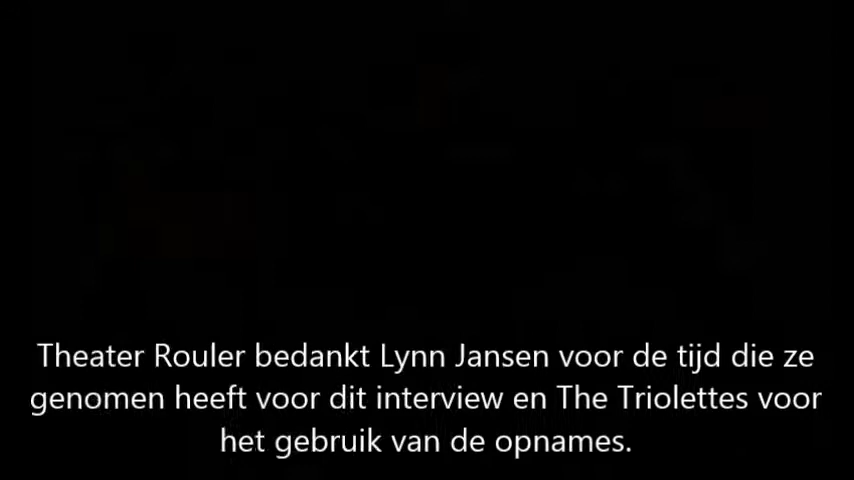 Theater Rouler bedankt Lynn Jansen voor de tijd die ze
genomen heeft voor dit interview en The Triolettes voor
het gebruik van de opnames.